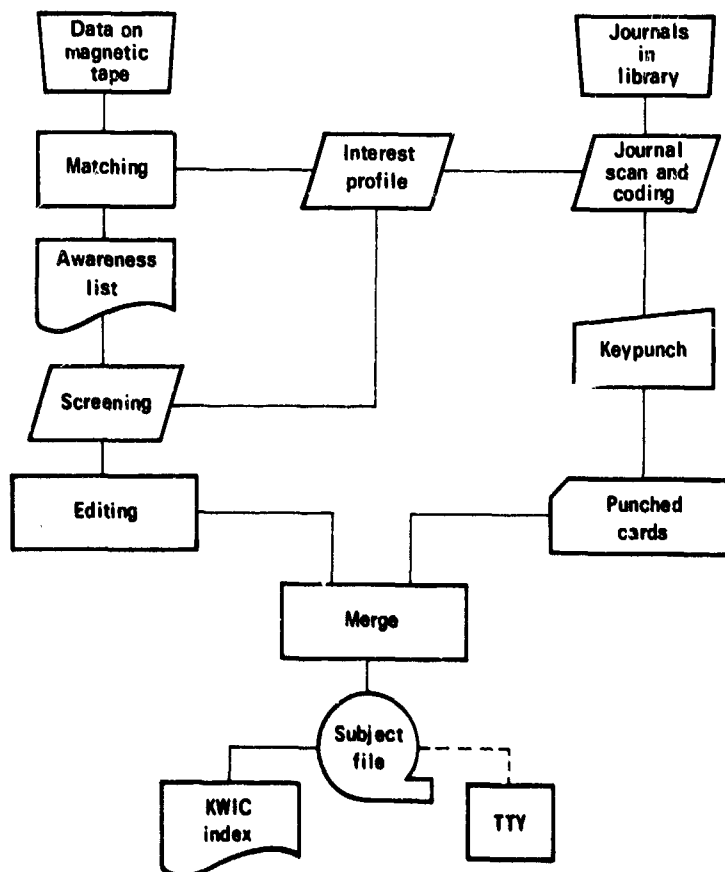 Data on
magnetic
tape
Journals
in
library
Matching
Interest
profile
Journal
scan and
coding
Awareness
list
Keypunch
Screening
Editing
Punched
cards
Merge
Subject
file
KWIC
index
TTY